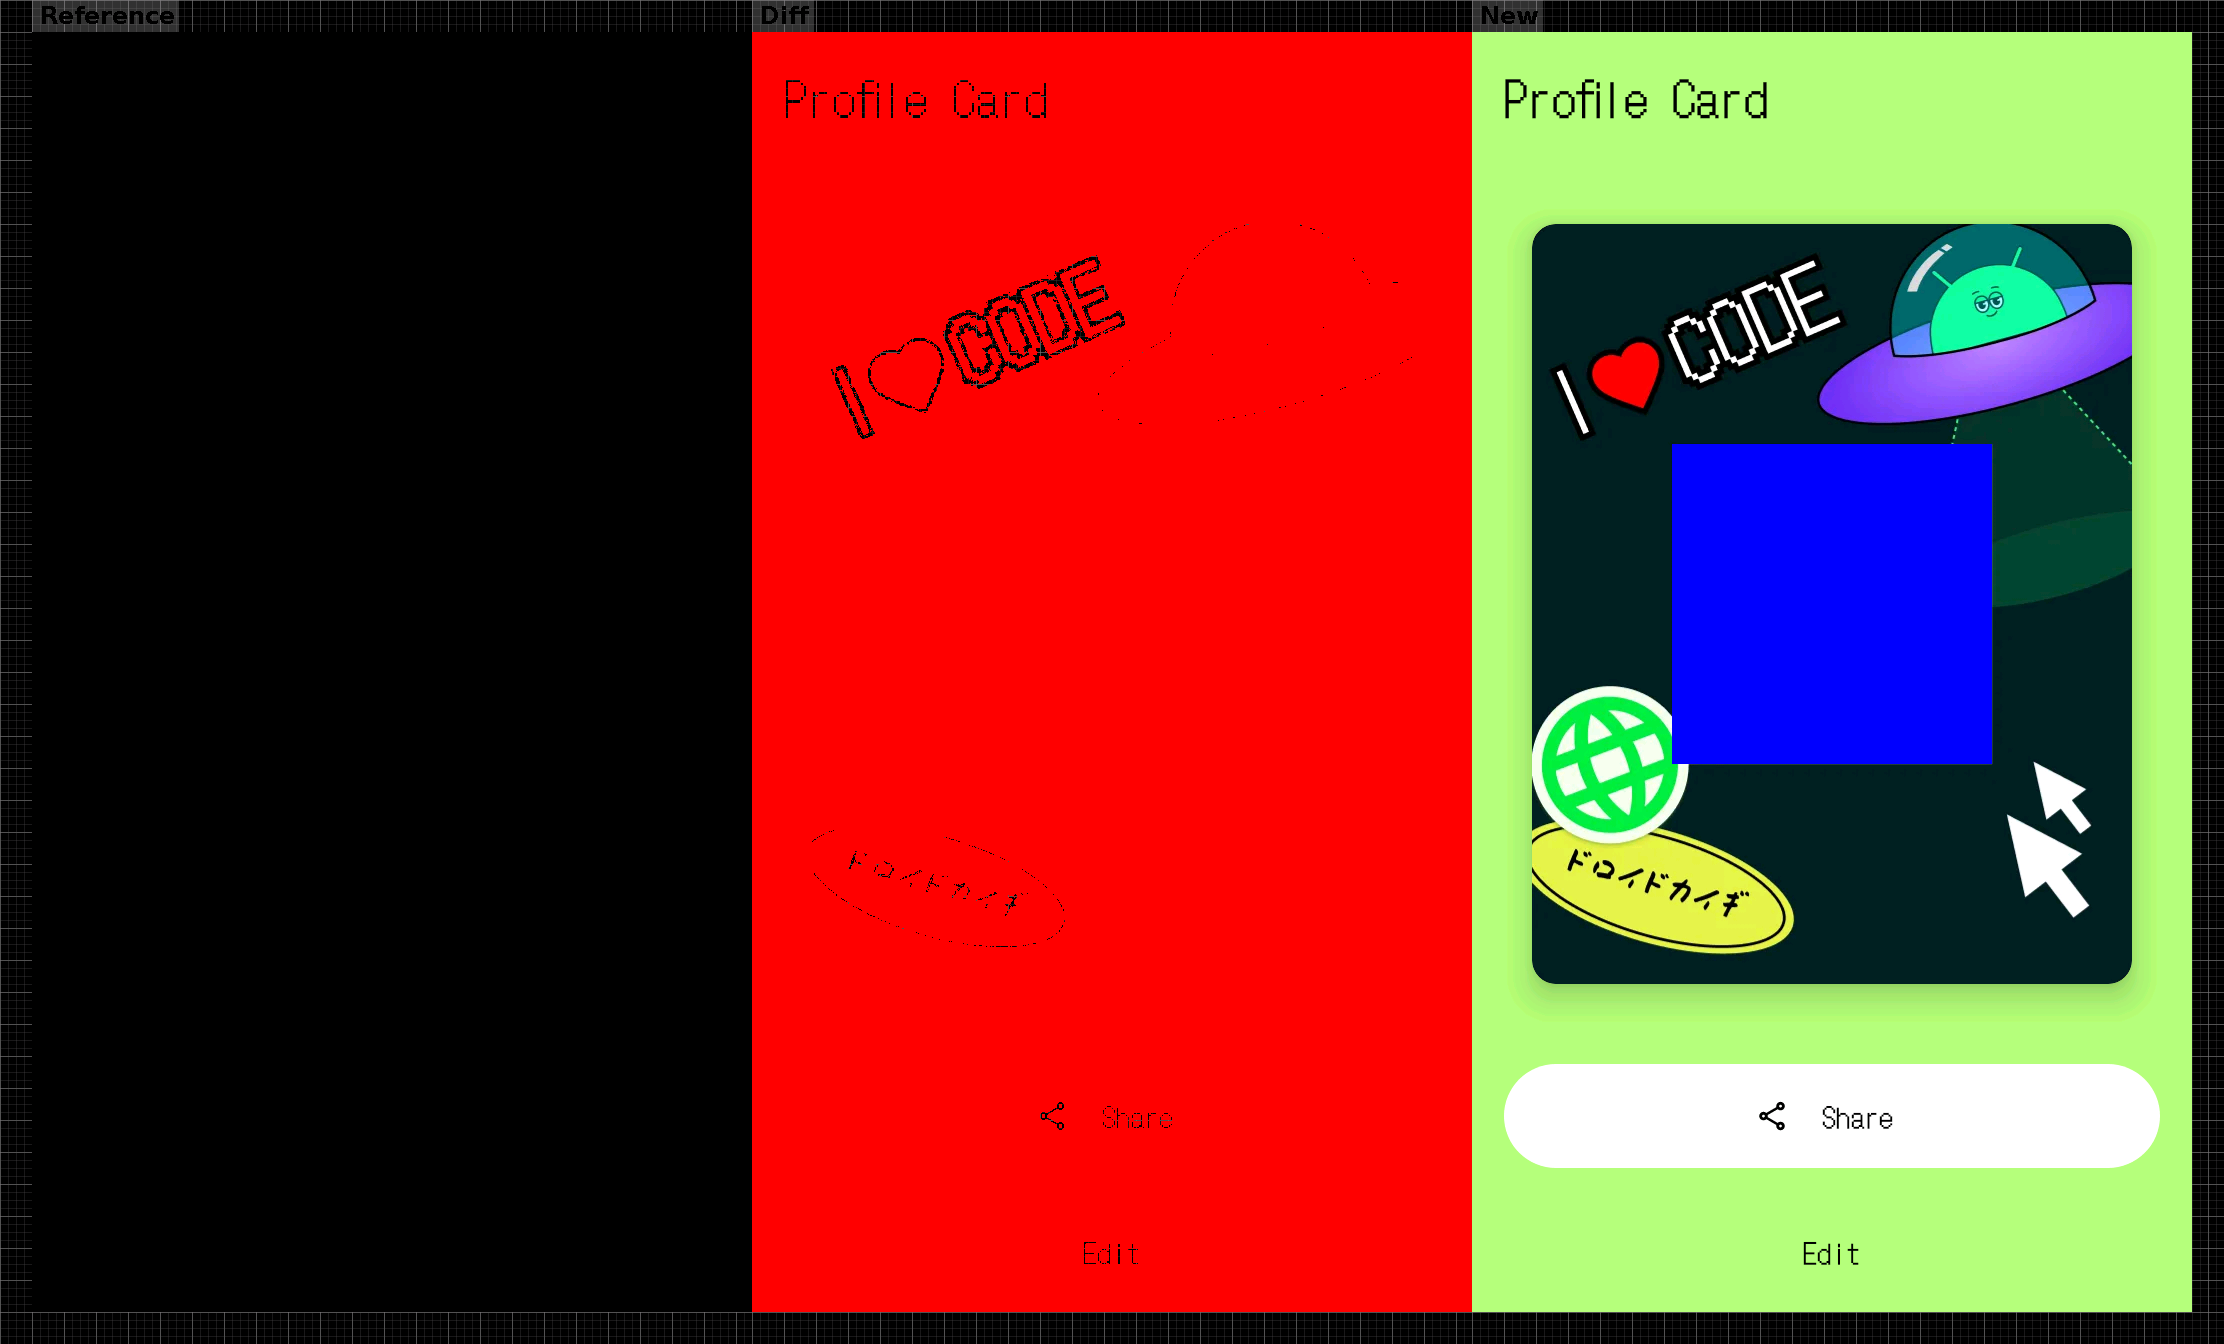 Reference
Diff
New
Profile Card
I CODE
ドロイドカイギ
Share
Edit
Profile Card
I CODE
ドロイドカイギ
Share
Edit